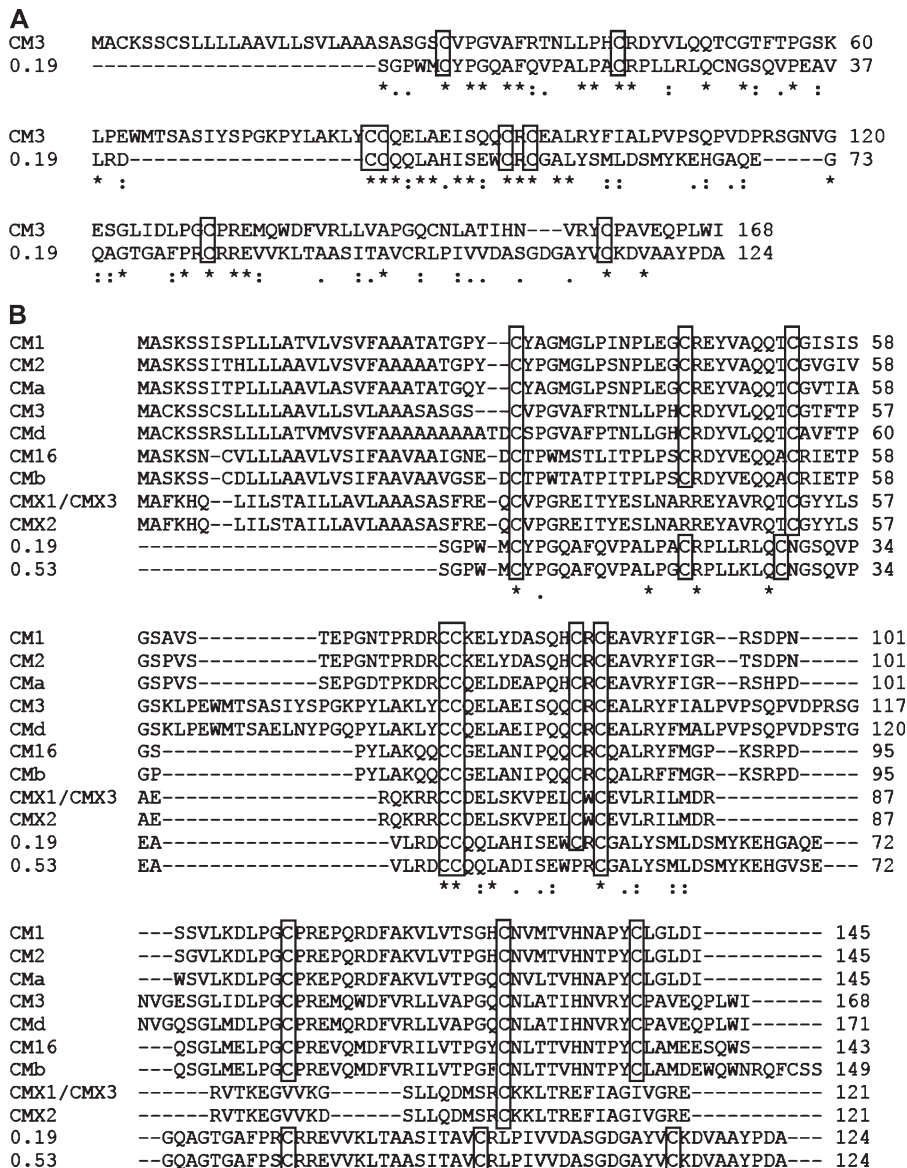 A
CM3 MACKSSCSLLLLAAVLLSVLAAASASGSCVPGVAFRTNLLPHCRDYVLQQTCGTFTPGSK 60
0.19 -----------------------SGPWMCYPGQAFQVPALPACRPLLRLQCNGSQVPEAV 37
*.. * ** **:. ** ** : * * :. * :
CM3 LPEWMTSASIYSPGKPYLAKLYCCQELAEISQQCRCEALRYFIALPVPSQPVDPRSGNVG 120
0.19 LRD-------------------CCQQLAHISEWCRCGALYSMLDSMYKEHGAQE-----G 73
* : ***:**.**: *** ** :: .: .: *
CM3 ESGLIDLPGCPREMQWDFVRLLVAPGQCNLATIHN---VRYCPAVEQPLWI 168
0.19 QAGTGAFPRCRREVVKLTAASITAVCRLPIVVDASGDGAYVCKDVAAYPDA 124
::* :* * **: . .:.* : :.. . . * *
B
CM1 MASKSSISPLLLATVLVSVFAAATATGPY--CYAGMGLPINPLEGCREYVAQQTCGISIS 58
CM2 MASKSSITHLLLAAVLVSVFAAAAATGPY--CYPGMGLPSNPLEGCREYVAQQTCGVGIV 58
CMa MASKSSITPLLLAAVLASVFAAATATGQY--CYAGMGLPSNPLEGCREYVAQQTCGVTIA 58
CM3 MACKSSCSLLLLAAVLLSVLAAASASGS---CVPGVAFRTNLLPHCRDYVLQQTCGTFTP 57
CMd MACKSSRSLLLLATVMVSVFAAAAAAAAATDCSPGVAFPTNLLGHCRDYVLQQTCAVFTP 60
CM16 MASKSN-CVLLLAAVLVSIFAAVAAIGNE-DCTPWMSTLITPLPSCRDYVEQQACRIETP 58
CMb MASKSS-CDLLLAAVLVSIFAAVAAVGSE-DCTPWTATPITPLPSCRDYVEQQACRIETP 58
CMX1/CMX3 MAFKHQ--LILSTAILLAVLAAASASFRE-QCVPGREITYESLNARREYAVRQTCGYYLS 57
CMX2 MAFKHQ--LILSTAILLAVLAAASASFRE-QCVPGREITYESLNARREYAVRQTCGYYLS 57
0.19 -------------------------SGPW-MCYPGQAFQVPALPACRPLLRLQCNGSQVP 34
0.53 -------------------------SGPW-MCYPGQAFQVPALPGCRPLLKLQCNGSQVP 34
* . * * *
CM1 GSAVS----------TEPGNTPRDRCCKELYDASQHCRCEAVRYFIGR--RSDPN----- 101
CM2 GSPVS----------TEPGNTPRDRCCKELYDASQHCRCEAVRYFIGR--TSDPN----- 101
CMa GSPVS----------SEPGDTPKDRCCQELDEAPQHCRCEAVRYFIGR--RSHPD----- 101
CM3 GSKLPEWMTSASIYSPGKPYLAKLYCCQELAEISQQCRCEALRYFIALPVPSQPVDPRSG 117
CMd GSKLPEWMTSAELNYPGQPYLAKLYCCQELAEIPQQCRCEALRYFMALPVPSQPVDPSTG 120
CM16 GS----------------PYLAKQQCCGELANIPQQCRCQALRYFMGP--KSRPD----- 95
CMb GP----------------PYLAKQQCCGELANIPQQCRCQALRFFMGR--KSRPD----- 95
CMX1/CMX3 AE------------------RQKRRCCDELSKVPELCWCEVLRILMDR------------ 87
CMX2 AE------------------RQKRRCCDELSKVPELCWCEVLRILMDR------------ 87
0.19 EA-------------------VLRDCCQQLAHISEWCRCGALYSMLDSMYKEHGAQE--- 72
0.53 EA-------------------VLRDCCQQLADISEWPRCGALYSMLDSMYKEHGVSE--- 72
** :* . .: * .: ::
CM1 ---SSVLKDLPGCPREPQRDFAKVLVTSGHCNVMTVHNAPYCLGLDI---------- 145
CM2 ---SGVLKDLPGCPREPQRDFAKVLVTPGHCNVMTVHNTPYCLGLDI---------- 145
CMa ---WSVLKDLPGCPKEPQRDFAKVLVTPGQCNVLTVHNAPYCLGLDI---------- 145
CM3 NVGESGLIDLPGCPREMQWDFVRLLVAPGQCNLATIHNVRYCPAVEQPLWI------ 168
CMd NVGQSGLMDLPGCPREMQRDFVRLLVAPGQCNLATIHNVRYCPAVEQPLWI------ 171
CM16 ---QSGLMELPGCPREVQMDFVRILVTPGYCNLTTVHNTPYCLAMEESQWS------ 143
CMb ---QSGLMELPGCPREVQMDFVRILVTPGFCNLTTVHNTPYCLAMDEWQWNRQFCSS 149
CMX1/CMX3 ------RVTKEGVVKG------SLLQDMSRCKKLTREFIAGIVGRE----------- 121
CMX2 ------RVTKEGVVKG------SLLQDMSRCKKLTREFIAGIVGRE----------- 121
0.19 --GQAGTGAFPRCRREVVKLTAASITAVCRLPIVVDASGDGAYVCKDVAAYPDA--- 124
0.53 --GQAGTGAFPSCRREVVKLTAASITAVCRLPIVVDASGDGAYVCKDVAAYPDA--- 124